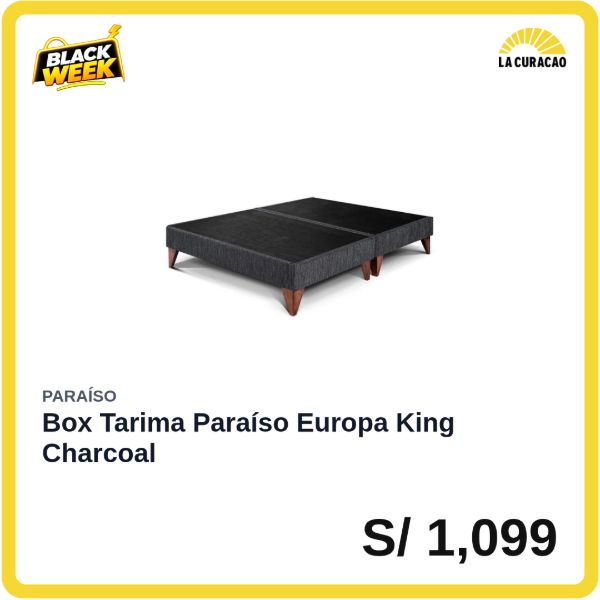 BLACK
WEEK
LA CURACAO
PARAÍSO
Box Tarima Paraíso Europa King
Charcoal
S/ 1,099